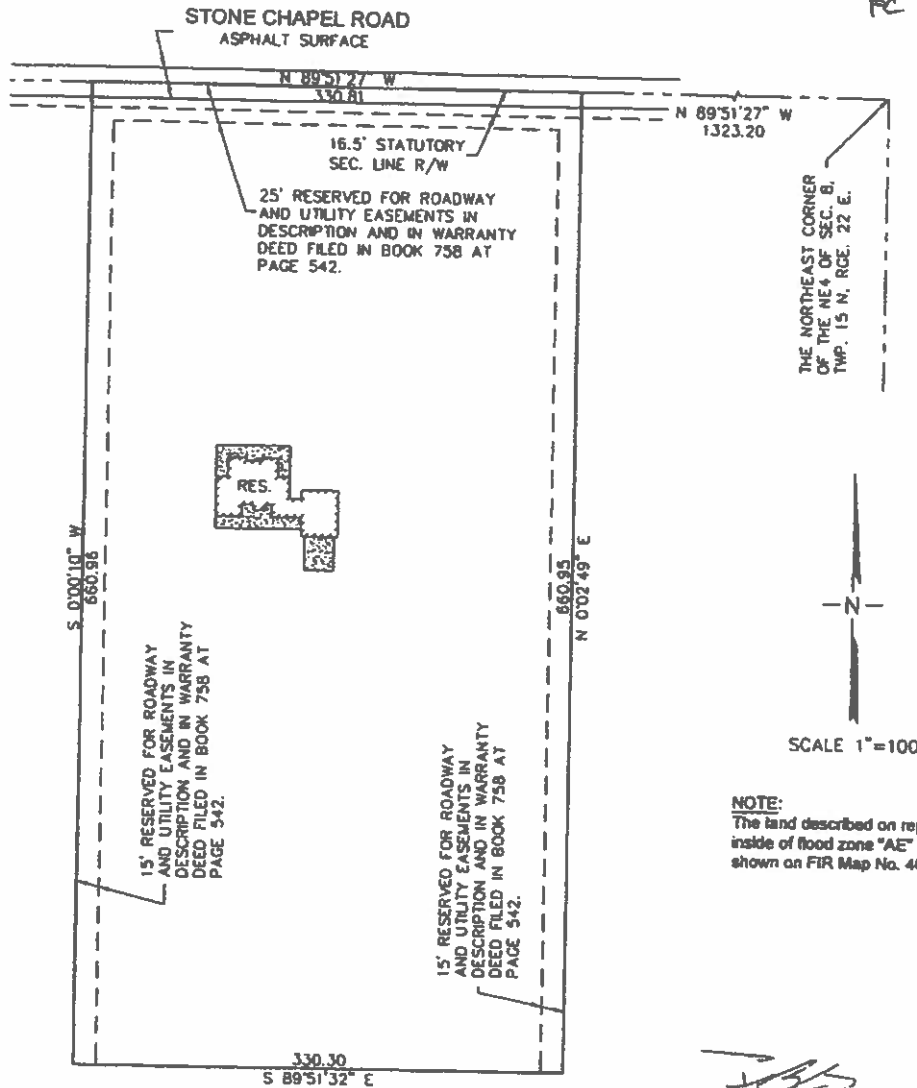 STONE CHAPEL ROAD
ASPHALT SURFACE
N 89°51'27" W
330.81
N 89°51'27" W
1323.20
16.5' STATUTORY
SEC. LINE R/W
25' RESERVED FOR ROADWAY
AND UTILITY EASEMENTS IN
DESCRIPTION AND IN WARRANTY
DEED FILED IN BOOK 758 AT
PAGE 542.
THE NORTHEAST CORNER
OF THE NE4 OF SEC. 8,
TWP. 15 N, RGE. 22 E.
RES.
S 0°00'10" W
660.96
660.95
N 0°02'49" E
N
SCALE 1"=100
15' RESERVED FOR ROADWAY
AND UTILITY EASEMENTS IN
DESCRIPTION AND IN WARRANTY
DEED FILED IN BOOK 758 AT
PAGE 542.
15' RESERVED FOR ROADWAY
AND UTILITY EASEMENTS IN
DESCRIPTION AND IN WARRANTY
DEED FILED IN BOOK 758 AT
PAGE 542.
NOTE:
The land described on
inside of flood zone "AE"
shown on FIR Map No.
330.30
S 89°51'32" E